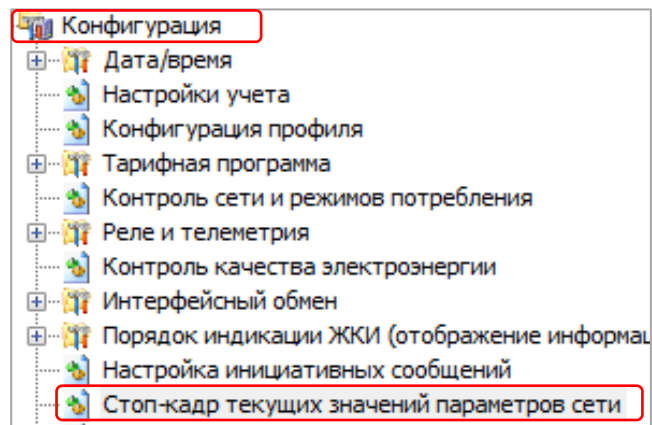 Конфигурация
Дата/время
Настройки учета
Конфигурация профиля
Тарифная программа
Контроль сети и режимов потребления
Реле и телеметрия
Контроль качества электроэнергии
Интерфейсный обмен
Порядок индикации ЖКИ (отображение информац
Настройка инициативных сообщений
Стоп-кадр текущих значений параметров сети